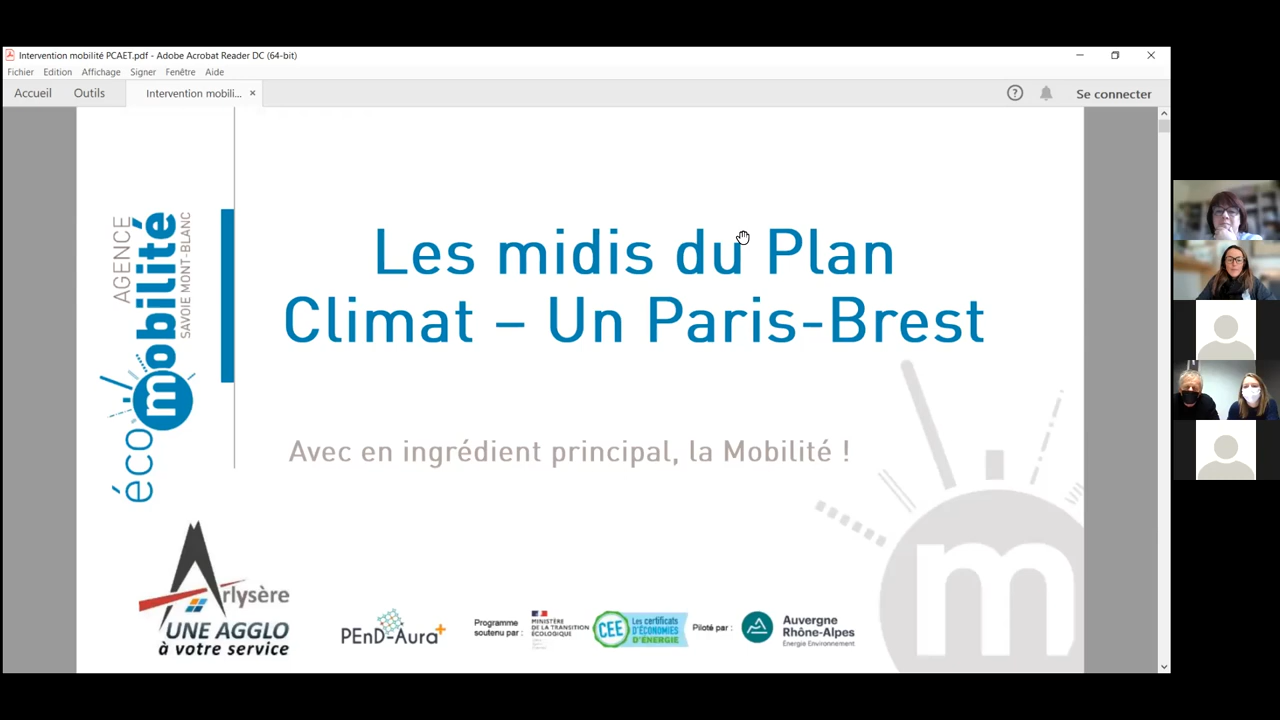 Intervention mobilité PCAET.pdf - Adobe Acrobat Reader DC (64-bit)
Fichier Edition Affichage Signer Fenêtre Aide
Accueil Outils Intervention mobili... × Se connecter
AGENCE
écomobilité
SAVOIE MONT-BLANC
Les midis du Plan
Climat – Un Paris-Brest
Avec en ingrédient principal, la Mobilité !
m
Arlysère
UNE AGGLO
à votre service
PEnD-Aura+
Programme
soutenu par :
MINISTÈRE
DE LA TRANSITION
ÉCOLOGIQUE
CEE
Les certificats
d'ÉCONOMIES
D'ÉNERGIE
Piloté par :
Auvergne
Rhône-Alpes
Énergie Environnement